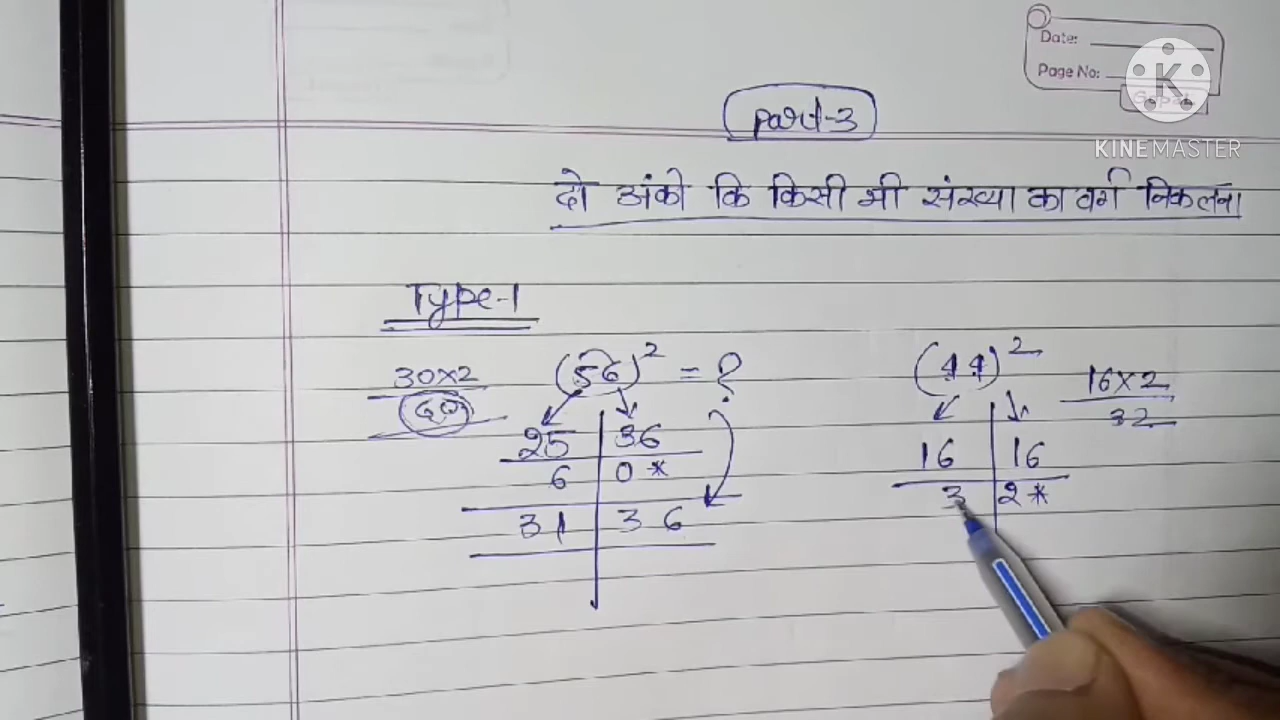 Date:
Page No:
K
KINEMASTER
part-3
दो अंको कि किसी भी संख्या का वर्ग निकलना
Type-1
30×2
60
(56)² = ?
25 | 36
6 | 0 *
31 | 36
(44)²
16×2
32
16 | 16
3 | 2 *